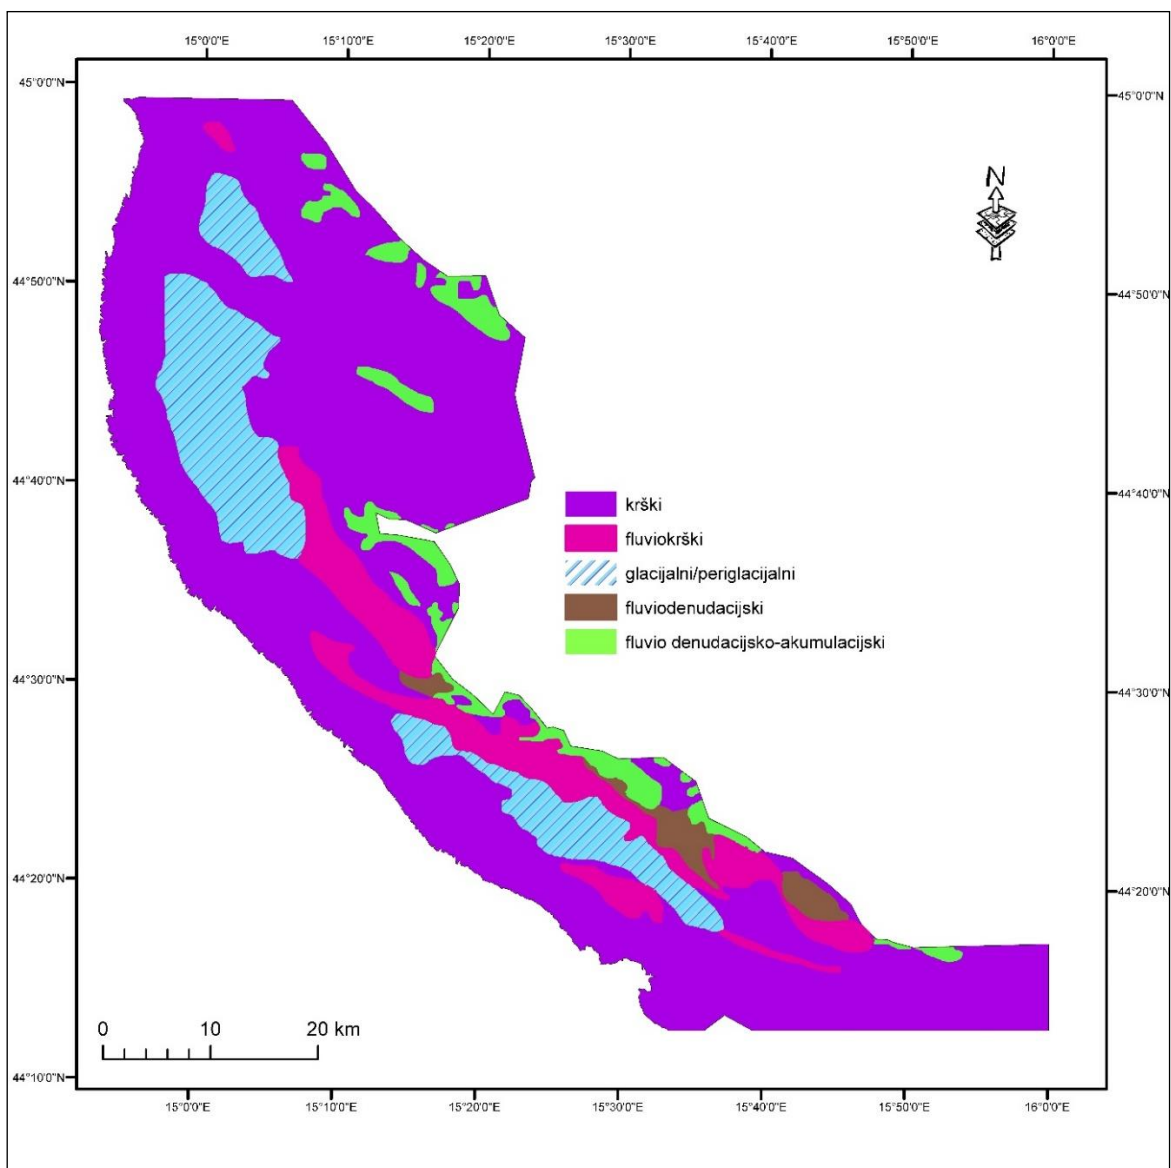 15°0'0"E
15°10'0"E
15°20'0"E
15°30'0"E
15°40'0"E
15°50'0"E
16°0'0"E
45°0'0"N
45°0'0"N
N
44°50'0"N
44°50'0"N
44°40'0"N
44°40'0"N
krški
fluviokrški
glacijalni/periglacijalni
fluviodenudacijski
fluvio denudacijsko-akumulacijski
44°30'0"N
44°30'0"N
44°20'0"N
44°20'0"N
0 10 20 km
44°10'0"N
15°0'0"E
15°10'0"E
15°20'0"E
15°30'0"E
15°40'0"E
15°50'0"E
16°0'0"E